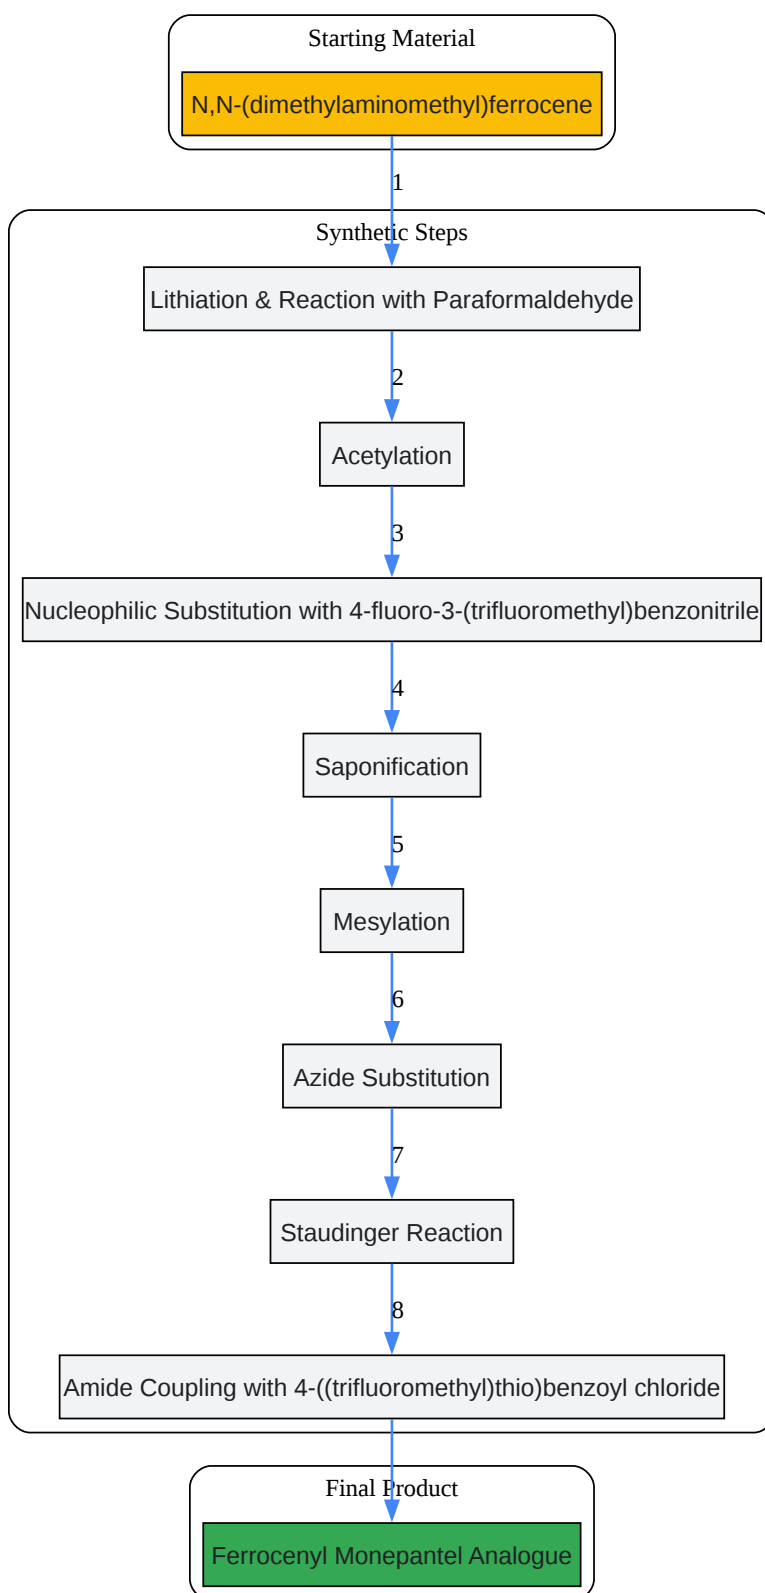 Starting Material
N,N-(dimethylaminomethyl)ferrocene
1
Synthetic Steps
Lithiation & Reaction with Paraformaldehyde
2
Acetylation
3
Nucleophilic Substitution with 4-fluoro-3-(trifluoromethyl)benzonitrile
4
Saponification
5
Mesylation
6
Azide Substitution
7
Staudinger Reaction
8
Amide Coupling with 4-((trifluoromethyl)thio)benzoyl chloride
Final Product
Ferrocenyl Monepantel Analogue